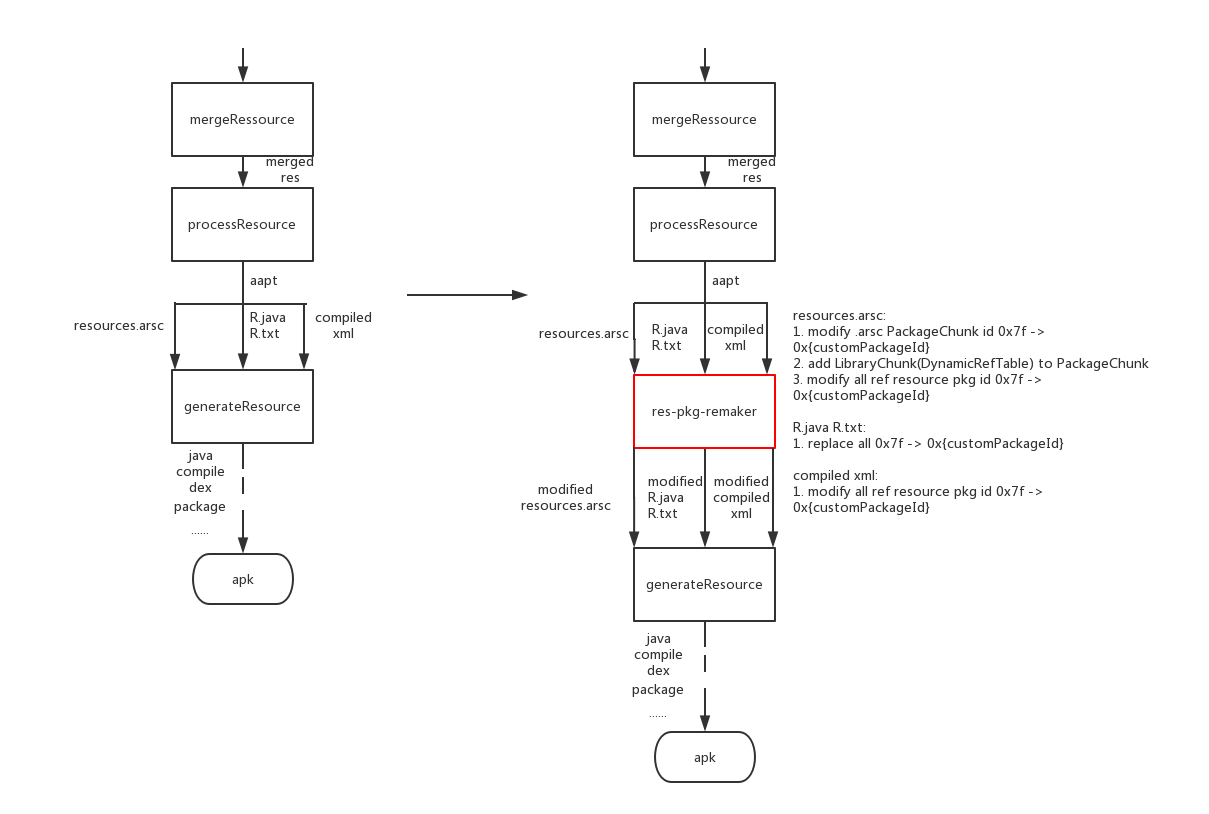 mergeRessource
merged
res
processResource
aapt
resources.arsc
R.java
R.txt
compiled
xml
generateResource
java
compile
dex
package
......
apk
mergeRessource
merged
res
processResource
aapt
resources.arsc
R.java
R.txt
compiled
xml
res-pkg-remaker
modified
resources.arsc
modified
R.java
R.txt
modified
compiled
xml
generateResource
java
compile
dex
package
......
apk
resources.arsc:
1. modify .arsc PackageChunk id 0x7f ->
0x{customPackageId}
2. add LibraryChunk(DynamicRefTable) to PackageChunk
3. modify all ref resource pkg id 0x7f ->
0x{customPackageId}
R.java R.txt:
1. replace all 0x7f -> 0x{customPackageId}
compiled xml:
1. modify all ref resource pkg id 0x7f ->
0x{customPackageId}